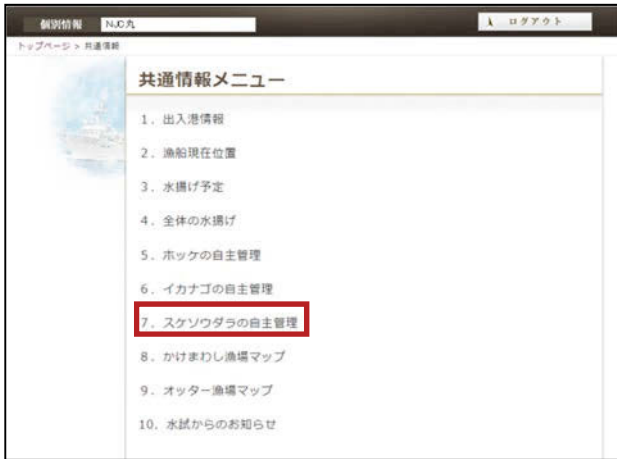 個別情報 NJC丸 ログアウト
トップページ > 共通情報
共通情報メニュー
1. 出入港情報
2. 漁船現在位置
3. 水揚げ予定
4. 全体の水揚げ
5. ホッケの自主管理
6. イカナゴの自主管理
7. スケソウダラの自主管理
8. かけまわし漁場マップ
9. オッター漁場マップ
10. 水試からのお知らせ